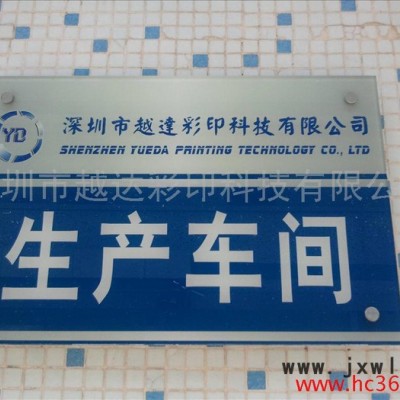 YD
深圳市越達彩印科技有限公司
SHENZHEN YUEDA PRINTING TECHNOLOGY CO., LTD
圳市越达彩印科技有限公
生产车间
www.jxwl
www.hc36